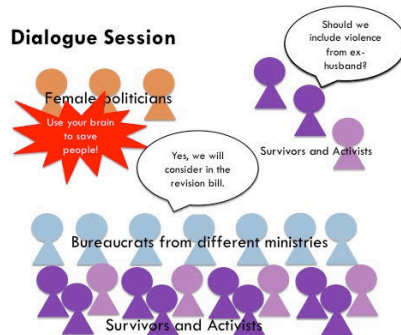 Dialogue Session
Should we
include violence
from ex-
husband?
Female politicians
Use your brain
to save
people!
Survivors and Activists
Yes, we will
consider in the
revision bill.
Bureaucrats from different ministries
Survivors and Activists